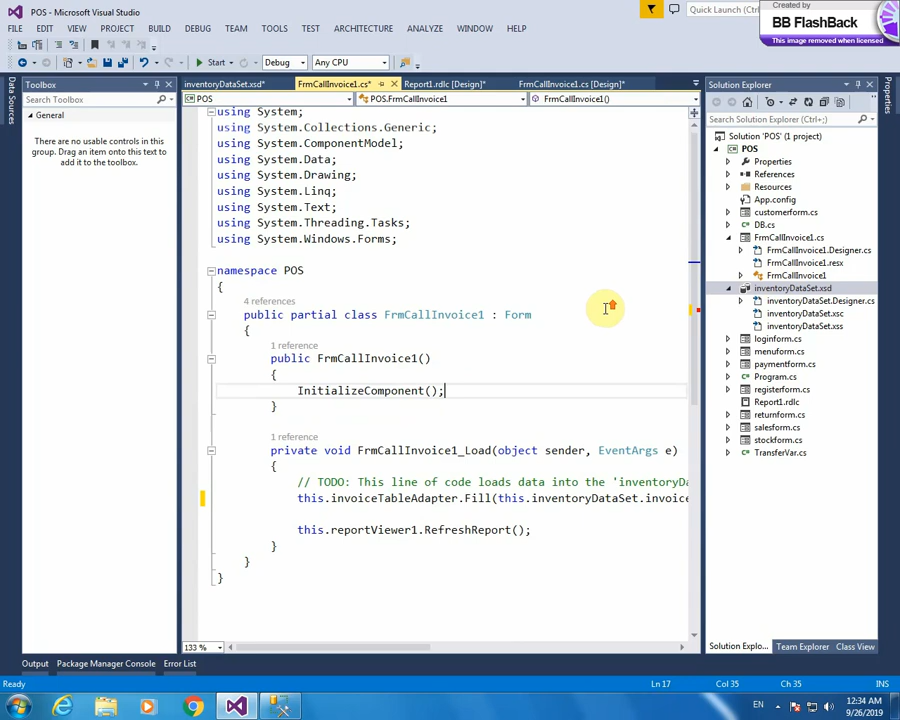 POS - Microsoft Visual Studio
Quick Launch (Ctrl+Q)
Created by
BB FlashBack
This image removed when licensed
FILE EDIT VIEW PROJECT BUILD DEBUG TEAM TOOLS TEST ARCHITECTURE ANALYZE WINDOW HELP
Start Debug Any CPU
Data Sources
Toolbox
Search Toolbox
General
There are no usable controls in this
group. Drag an item onto this text to
add it to the toolbox.
inventoryDataSet.xsd* FrmCallInvoice1.cs* Report1.rdlc [Design]* FrmCallInvoice1.cs [Design]*
POS POS.FrmCallInvoice1 FrmCallInvoice1()
using System;
using System.Collections.Generic;
using System.ComponentModel;
using System.Data;
using System.Drawing;
using System.Linq;
using System.Text;
using System.Threading.Tasks;
using System.Windows.Forms;
namespace POS
{
4 references
public partial class FrmCallInvoice1 : Form
{
1 reference
public FrmCallInvoice1()
{
InitializeComponent();
}
1 reference
private void FrmCallInvoice1_Load(object sender, EventArgs e)
{
// TODO: This line of code loads data into the 'inventoryDa
this.invoiceTableAdapter.Fill(this.inventoryDataSet.invoice
this.reportViewer1.RefreshReport();
}
}
}
133 %
Solution Explorer
Search Solution Explorer (Ctrl+;)
Solution 'POS' (1 project)
POS
Properties
References
Resources
App.config
customerform.cs
DB.cs
FrmCallInvoice1.cs
FrmCallInvoice1.Designer.cs
FrmCallInvoice1.resx
FrmCallInvoice1
inventoryDataSet.xsd
inventoryDataSet.Designer.cs
inventoryDataSet.xsc
inventoryDataSet.xss
loginform.cs
menuform.cs
paymentform.cs
Program.cs
Report1.rdlc
returnform.cs
salesform.cs
stockform.cs
TransferVar.cs
Solution Explo... Team Explorer Class View
Properties
Output Package Manager Console Error List
Ready Ln 17 Col 35 Ch 35 INS
EN 12:34 AM
9/26/2019